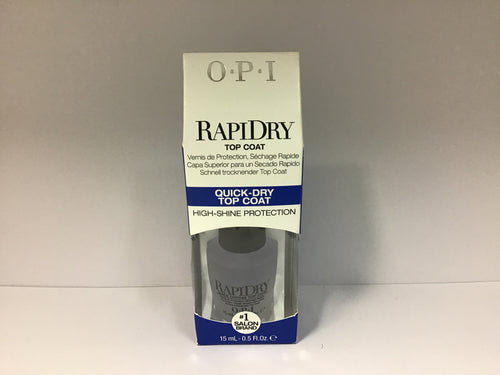 O·P·I
RAPIDRY
TOP COAT
Vernis de Protection, Séchage Rapide
Capa Superior para un Secado Rapido
Schnell trocknender Top Coat
QUICK-DRY
TOP COAT
HIGH-SHINE PROTECTION
RAPIDRY
O·P·I
#1
SALON
BRAND
15 mL - 0.5 Fl. Oz. ℮